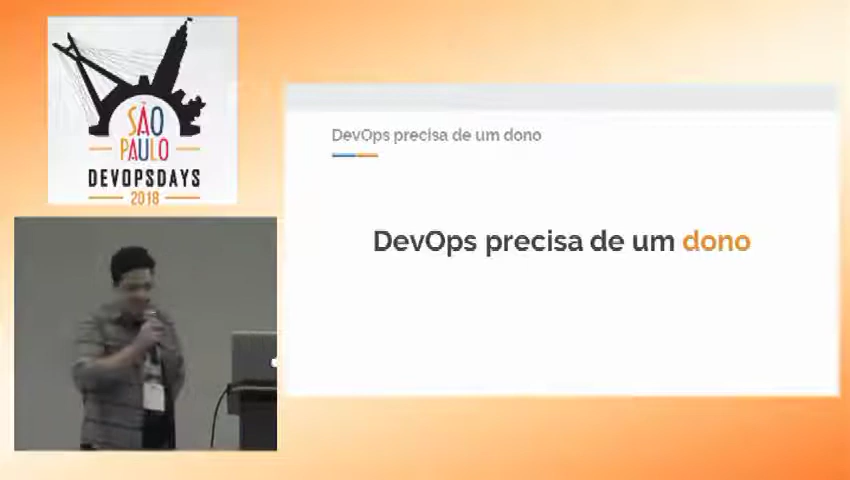 SÃO
PAULO
DEVOPSDAYS
2018
DevOps precisa de um dono
DevOps precisa de um dono